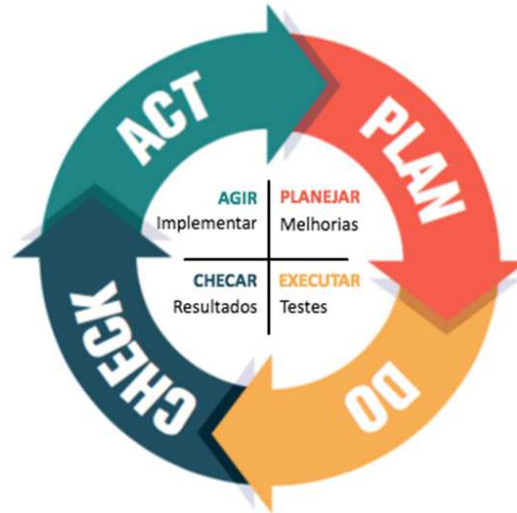 ACT
PLAN
AGIR
Implementar
PLANEJAR
Melhorias
CHECAR
Resultados
EXECUTAR
Testes
CHECK
DO